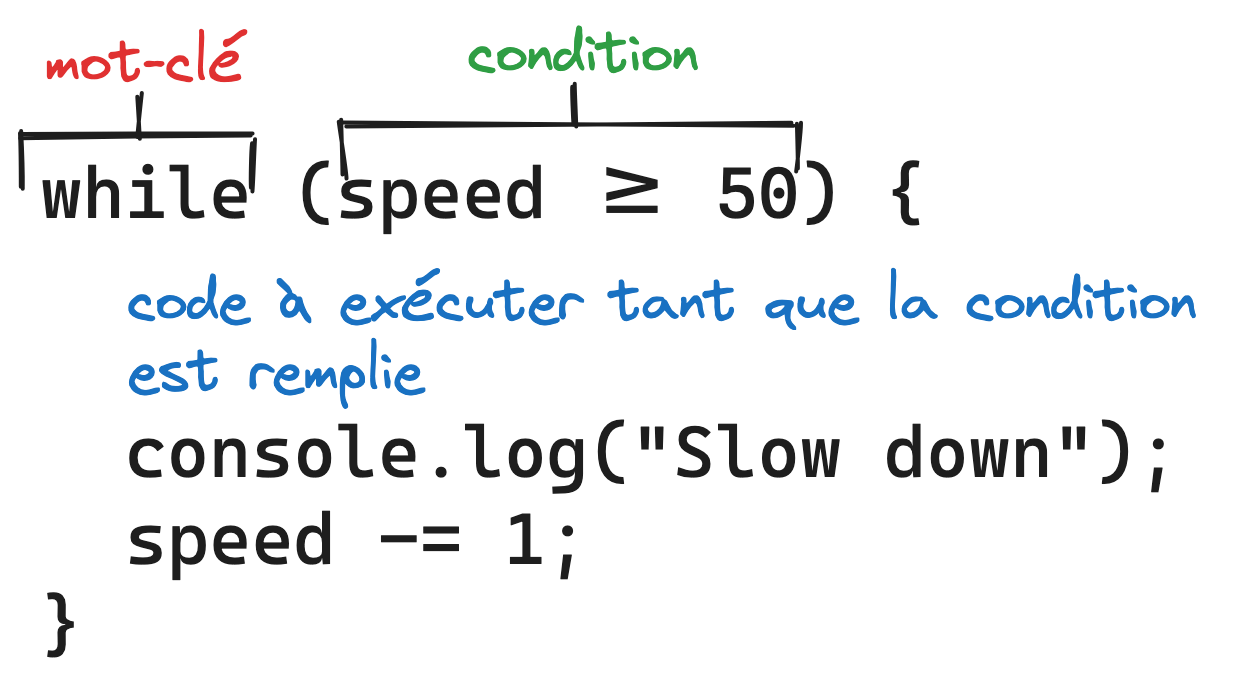 mot-clé condition
while (speed ≥ 50) {
code à exécuter tant que la condition
est remplie
console.log("Slow down");
speed -= 1;
}